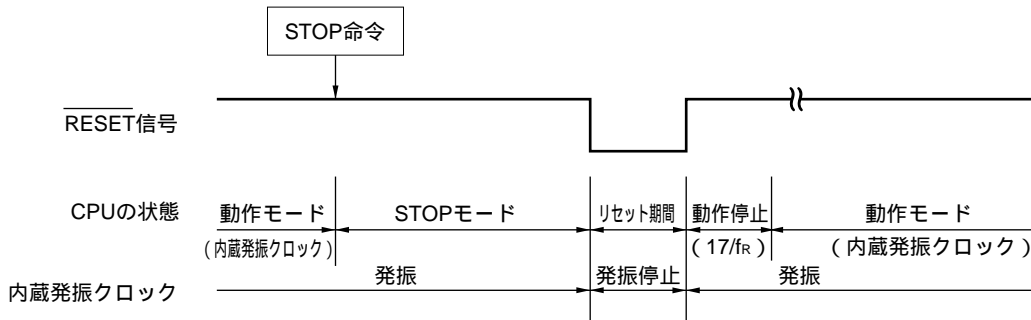 STOP命令
RESET信号
CPUの状態 動作モード STOPモード リセット期間 動作停止 動作モード
(内蔵発振クロック) (17/fR) (内蔵発振クロック)
内蔵発振クロック 発振 発振停止 発振